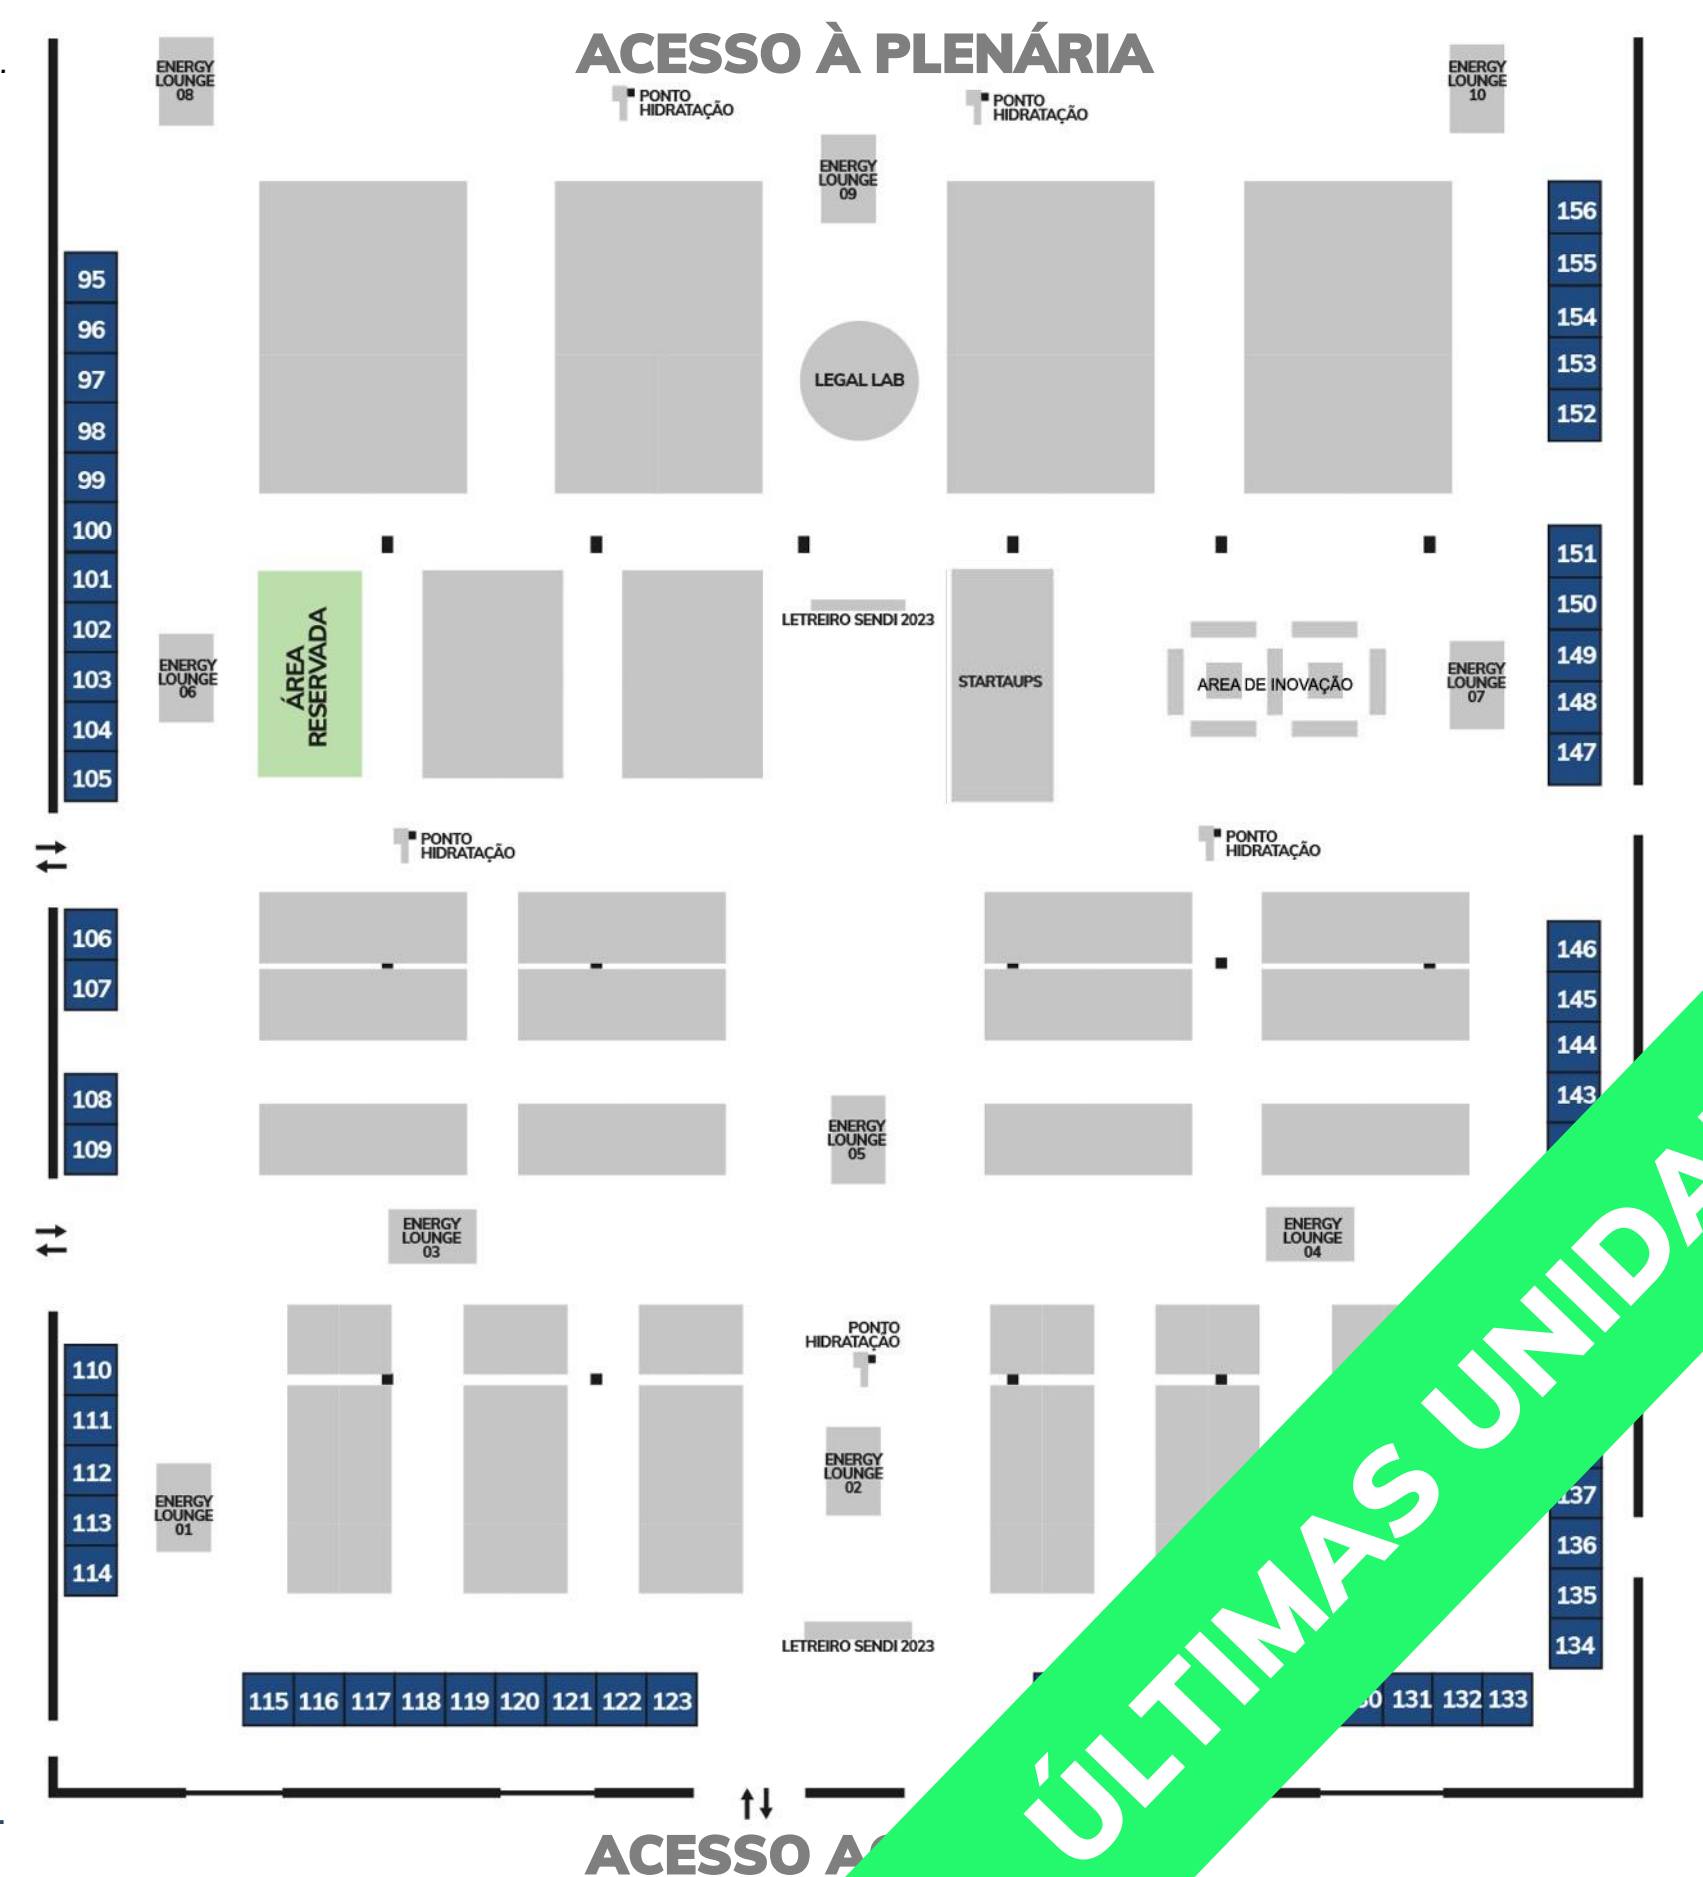 ACESSO À PLENÁRIA
ENERGY
LOUNGE
08
PONTO
HIDRATAÇÃO
PONTO
HIDRATAÇÃO
ENERGY
LOUNGE
10
ENERGY
LOUNGE
09
156
155
154
153
152
95
96
97
98
99
100
101
102
103
104
105
LEGAL LAB
151
150
149
148
147
ÁREA
RESERVADA
LETREIRO SENDI 2023
STARTAUPS
AREA DE INOVAÇÃO
ENERGY
LOUNGE
06
ENERGY
LOUNGE
07
PONTO
HIDRATAÇÃO
PONTO
HIDRATAÇÃO
106
107
108
109
146
145
144
143
ENERGY
LOUNGE
05
ENERGY
LOUNGE
03
ENERGY
LOUNGE
04
PONTO
HIDRATAÇÃO
110
111
112
113
114
ENERGY
LOUNGE
01
ENERGY
LOUNGE
02
137
136
135
134
LETREIRO SENDI 2023
115 116 117 118 119 120 121 122 123
131 132 133
ÚLTIMAS
ACESSO